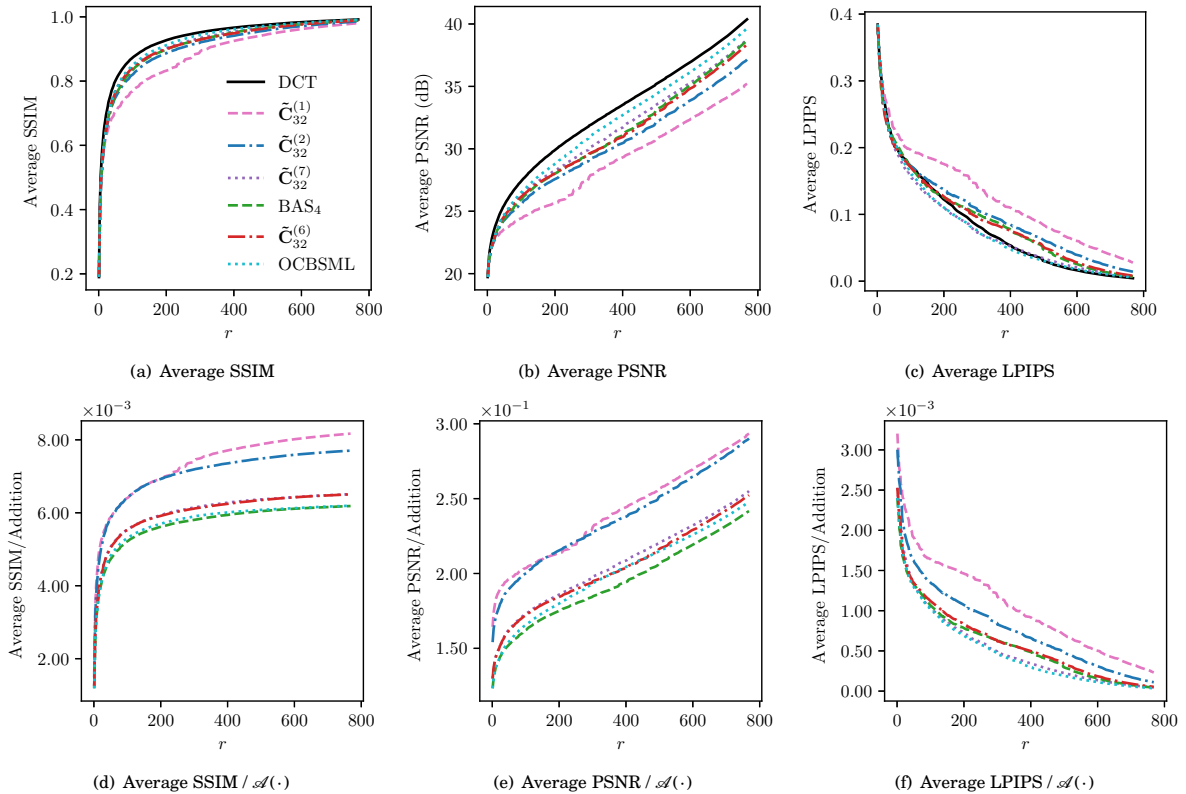 1.0
0.8
0.6
0.4
0.2
Average SSIM
0
200
400
600
800
r
DCT
C̃₃₂⁽¹⁾
C̃₃₂⁽²⁾
C̃₃₂⁽⁷⁾
BAS₄
C̃₃₂⁽⁶⁾
OCBSML
(a) Average SSIM
40
35
30
25
20
Average PSNR (dB)
0
200
400
600
800
r
(b) Average PSNR
0.4
0.3
0.2
0.1
0.0
Average LPIPS
0
200
400
600
800
r
(c) Average LPIPS
×10⁻³
8.00
6.00
4.00
2.00
Average SSIM/Addition
0
200
400
600
800
r
(d) Average SSIM / 𝒜(·)
×10⁻¹
3.00
2.50
2.00
1.50
Average PSNR/Addition
0
200
400
600
800
r
(e) Average PSNR / 𝒜(·)
×10⁻³
3.00
2.50
2.00
1.50
1.00
0.50
0.00
Average LPIPS/Addition
0
200
400
600
800
r
(f) Average LPIPS / 𝒜(·)